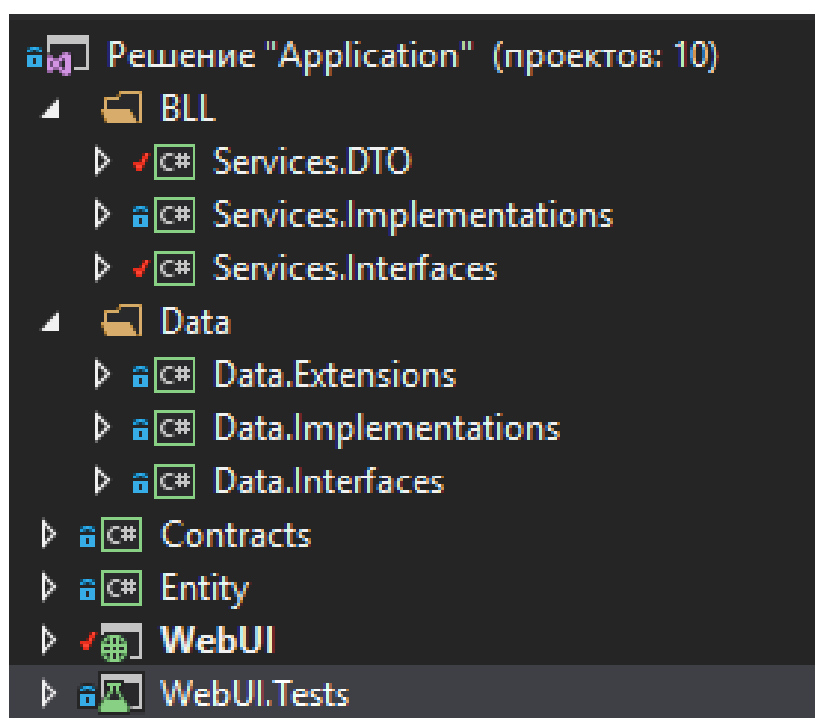 Решение "Application" (проектов: 10)
BLL
C# Services.DTO
C# Services.Implementations
C# Services.Interfaces
Data
C# Data.Extensions
C# Data.Implementations
C# Data.Interfaces
C# Contracts
C# Entity
WebUI
WebUI.Tests